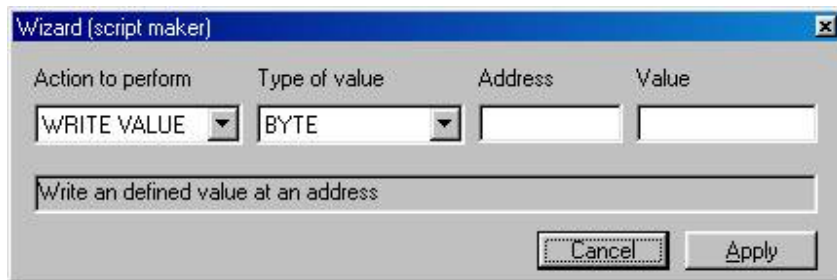 Wizard (script maker)
Action to perform Type of value Address Value
WRITE VALUE BYTE
Write an defined value at an address
Cancel Apply